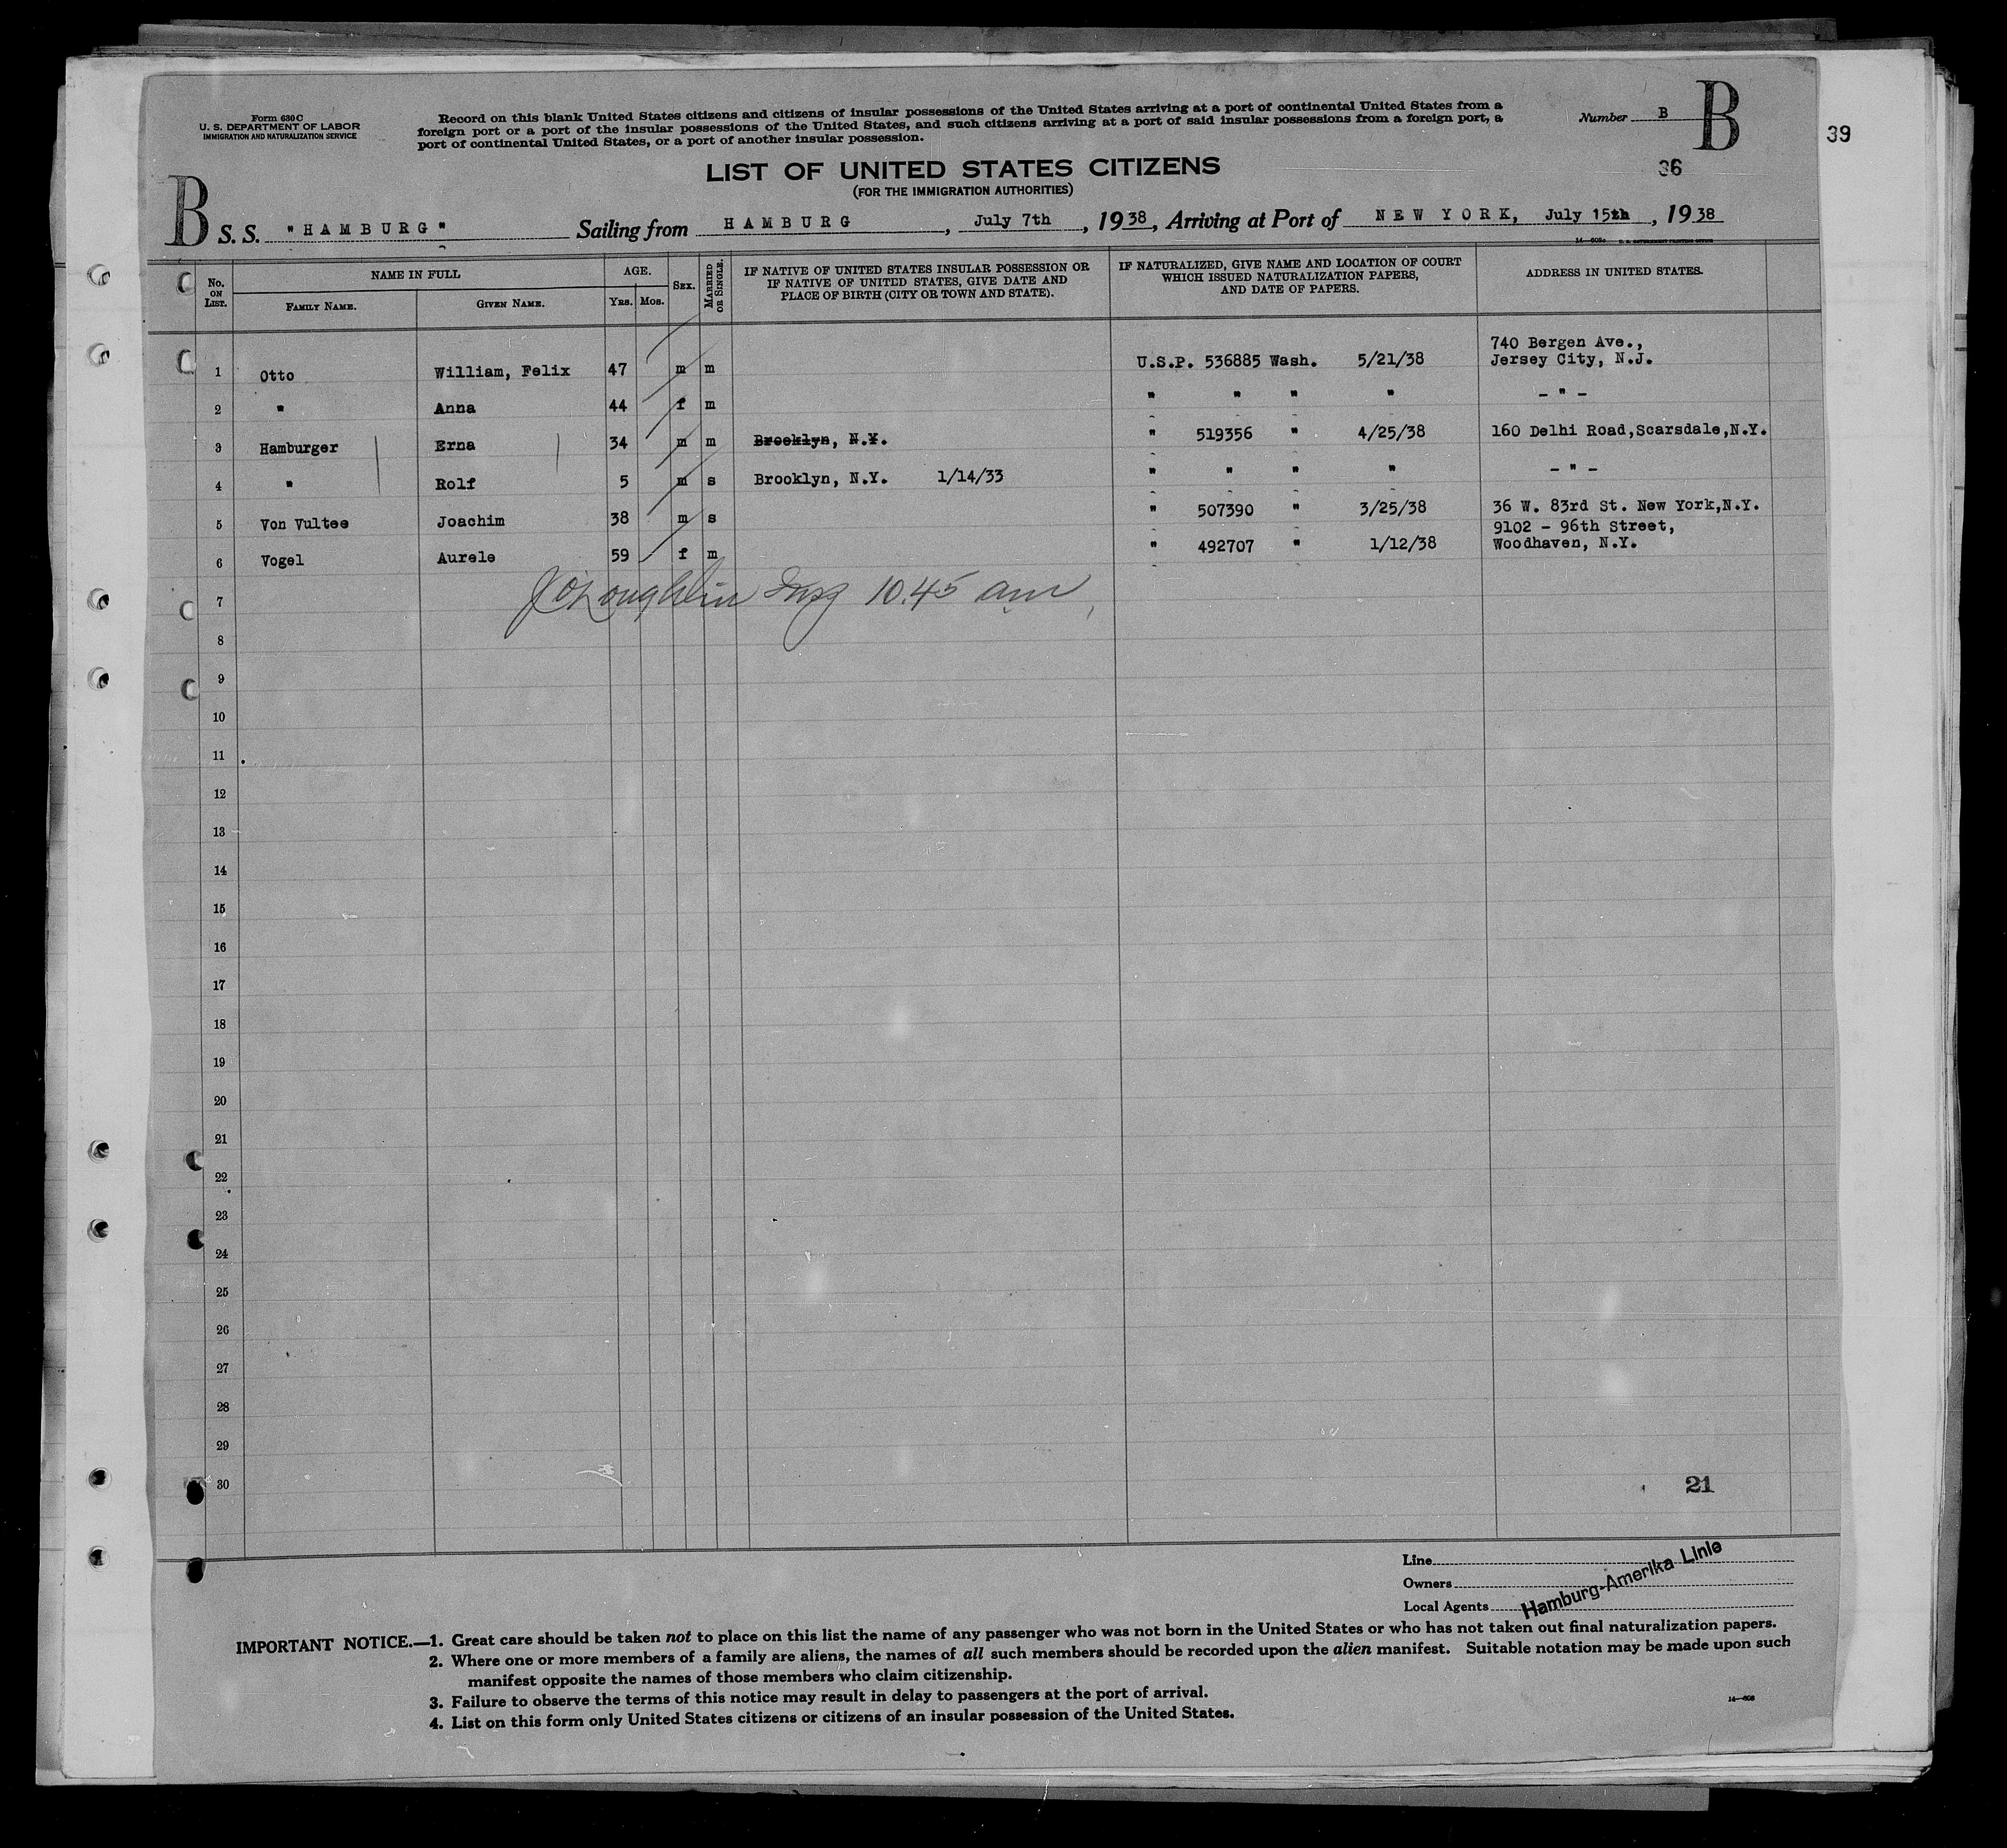 Form 630C
U. S. DEPARTMENT OF LABOR
IMMIGRATION AND NATURALIZATION SERVICE
Record on this blank United States citizens and citizens of insular possessions of the United States arriving at a port of continental United States from a
foreign port or a port of the insular possessions of the United States, and such citizens arriving at a port of said insular possessions from a foreign port, a
port of continental United States, or a port of another insular possession.
Number B B
39
36
LIST OF UNITED STATES CITIZENS
(FOR THE IMMIGRATION AUTHORITIES)
B S. S. "HAMBURG" Sailing from HAMBURG, July 7th, 1938, Arriving at Port of NEW YORK, July 15th, 1938
No. ON LIST. NAME IN FULL AGE. SEX. MARRIED OR SINGLE. IF NATIVE OF UNITED STATES INSULAR POSSESSION OR IF NATIVE OF UNITED STATES, GIVE DATE AND PLACE OF BIRTH (CITY OR TOWN AND STATE). IF NATURALIZED, GIVE NAME AND LOCATION OF COURT WHICH ISSUED NATURALIZATION PAPERS, AND DATE OF PAPERS. ADDRESS IN UNITED STATES.
FAMILY NAME. GIVEN NAME. YRS. MOS.
1 Otto William, Felix 47 m m U.S.P. 536885 Wash. 5/21/38 740 Bergen Ave., Jersey City, N.J.
2 " Anna 44 f m " " " " - " -
3 Hamburger Erna 34 m m Brooklyn, N.Y. " 519356 " 4/25/38 160 Delhi Road,Scarsdale,N.Y.
4 " Rolf 5 m s Brooklyn, N.Y. 1/14/33 " " " " - " -
5 Von Vultee Joachim 38 m s " 507390 " 3/25/38 36 W. 83rd St. New York,N.Y.
6 Vogel Aurele 59 f m " 492707 " 1/12/38 9102 - 96th Street, Woodhaven, N.Y.
7 J O'Loughlin Insp 10.45 am
8
9
10
11
12
13
14
15
16
17
18
19
20
21
22
23
24
25
26
27
28
29
30
21
Line
Owners
Local Agents
Hamburg-Amerika Linie
IMPORTANT NOTICE.—1. Great care should be taken not to place on this list the name of any passenger who was not born in the United States or who has not taken out final naturalization papers.
2. Where one or more members of a family are aliens, the names of all such members should be recorded upon the alien manifest. Suitable notation may be made upon such
manifest opposite the names of those members who claim citizenship.
3. Failure to observe the terms of this notice may result in delay to passengers at the port of arrival.
4. List on this form only United States citizens or citizens of an insular possession of the United States.